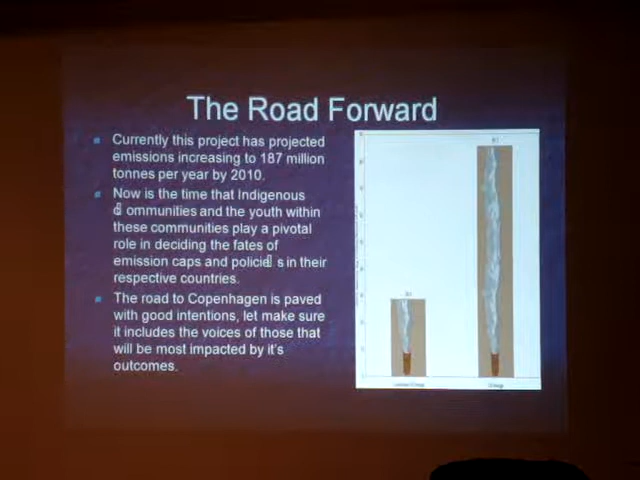 The Road Forward
Currently this project has projected
emissions increasing to 187 million
tonnes per year by 2010.
Now is the time that Indigenous
ommunities and the youth within
these communities play a pivotal
role in deciding the fates of
emission caps and policie s in their
respective countries.
The road to Copenhagen is paved
with good intentions, let make sure
it includes the voices of those that
will be most impacted by it's
outcomes.